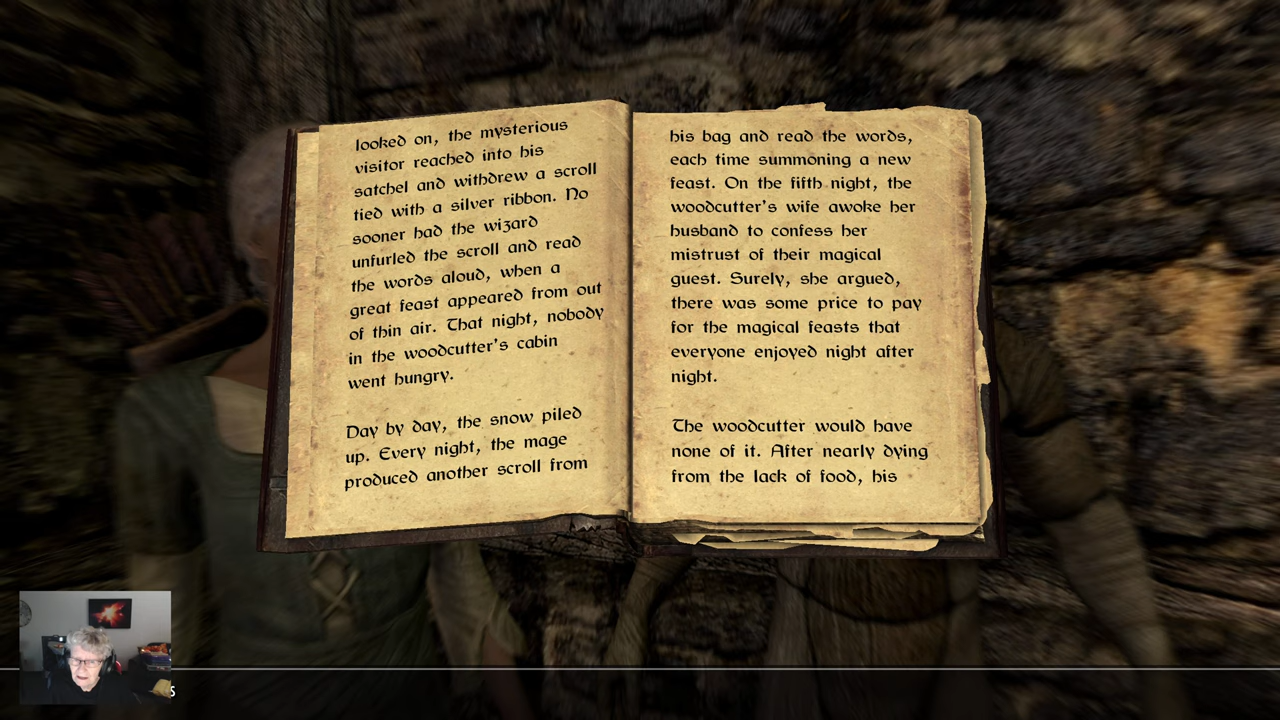 looked on, the mysterious
visitor reached into his
satchel and withdrew a scroll
tied with a silver ribbon. No
sooner had the wizard
unfurled the scroll and read
the words aloud, when a
great feast appeared from out
of thin air. That night, nobody
in the woodcutter's cabin
went hungry.
Day by day, the snow piled
up. Every night, the mage
produced another scroll from
his bag and read the words,
each time summoning a new
feast. On the fifth night, the
woodcutter's wife awoke her
husband to confess her
mistrust of their magical
guest. Surely, she argued,
there was some price to pay
for the magical feasts that
everyone enjoyed night after
night.
The woodcutter would have
none of it. After nearly dying
from the lack of food, his